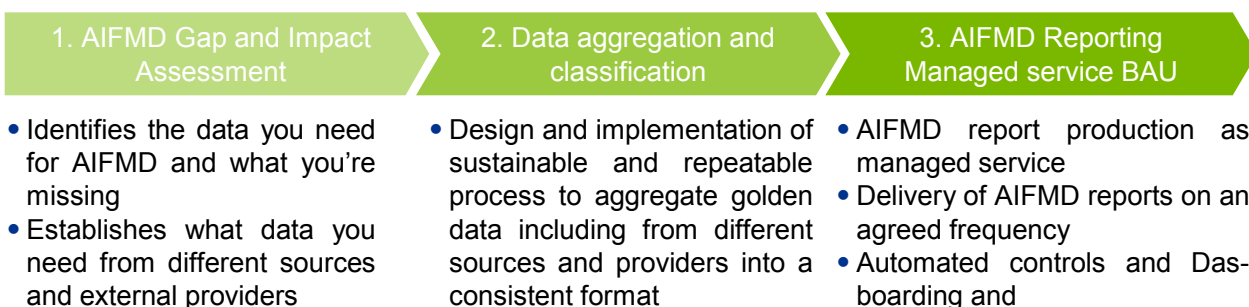 1. AIFMD Gap and Impact
Assessment
2. Data aggregation and
classification
3. AIFMD Reporting
Managed service BAU
• Identifies the data you need
for AIFMD and what you're
missing
• Establishes what data you
need from different sources
and external providers
• Design and implementation of
sustainable and repeatable
process to aggregate golden
data including from different
sources and providers into a
consistent format
• AIFMD report production as
managed service
• Delivery of AIFMD reports on an
agreed frequency
• Automated controls and Das-
boarding and